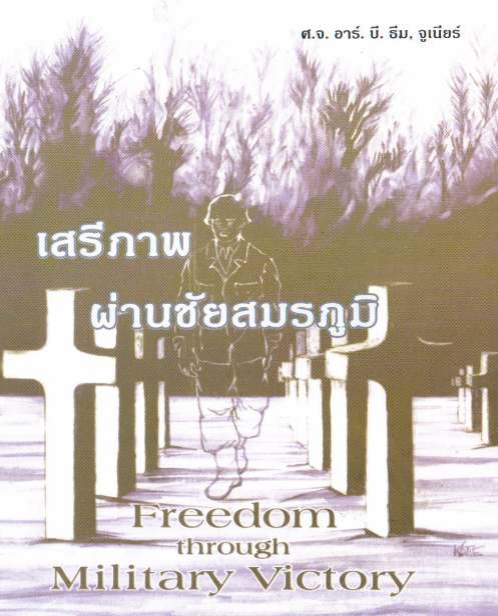 ศ.จ. อาร์. บี. ธีม, จูเนียร์
เสรีภาพ
ผ่านชัยสมรภูมิ
Freedom
through
Military Victory